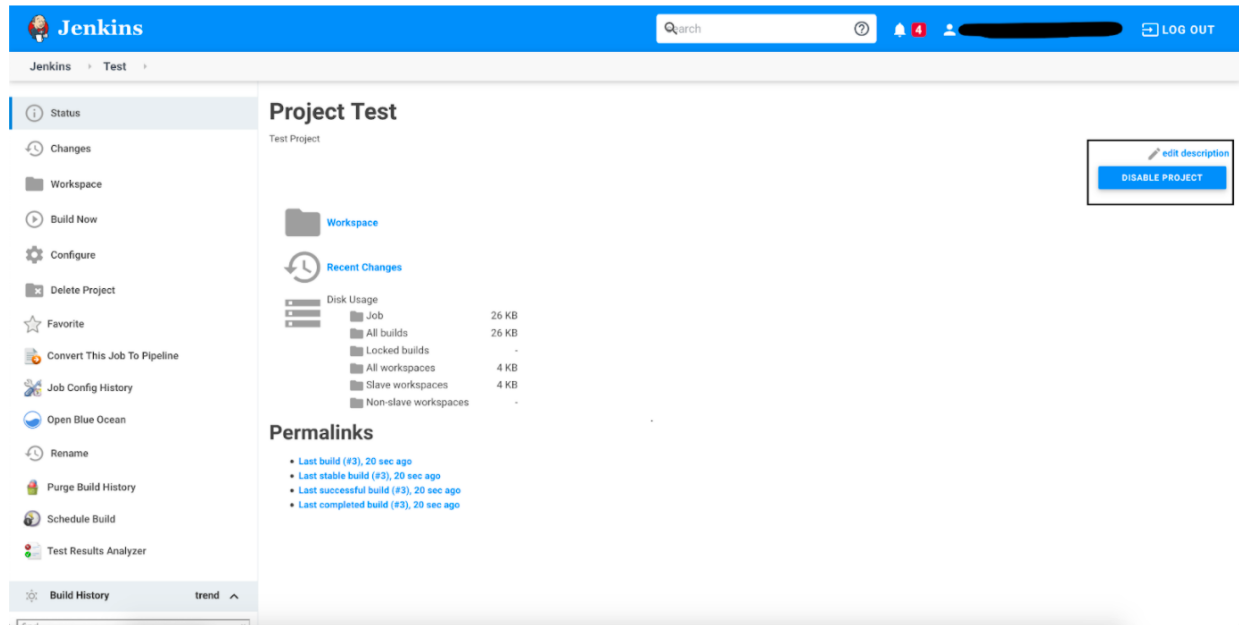 Jenkins
Search
4
LOG OUT
Jenkins
Test
Status
Changes
Workspace
Build Now
Configure
Delete Project
Favorite
Convert This Job To Pipeline
Job Config History
Open Blue Ocean
Rename
Purge Build History
Schedule Build
Test Results Analyzer
Build History trend
Project Test
Test Project
edit description
DISABLE PROJECT
Workspace
Recent Changes
Disk Usage
Job 26 KB
All builds 26 KB
Locked builds -
All workspaces 4 KB
Slave workspaces 4 KB
Non-slave workspaces -
Permalinks
• Last build (#3), 20 sec ago
• Last stable build (#3), 20 sec ago
• Last successful build (#3), 20 sec ago
• Last completed build (#3), 20 sec ago